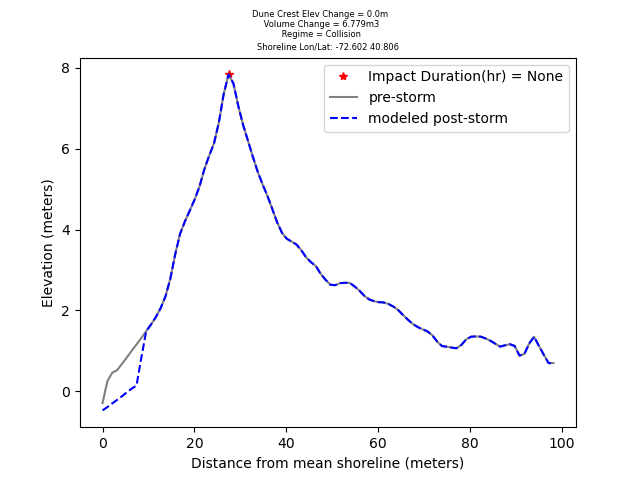 Dune Crest Elev Change = 0.0m
Volume Change = 6.779m3
Regime = Collision
Shoreline Lon/Lat: -72.602 40.806
Impact Duration(hr) = None
pre-storm
modeled post-storm
Elevation (meters)
8
6
4
2
0
0 20 40 60 80 100
Distance from mean shoreline (meters)